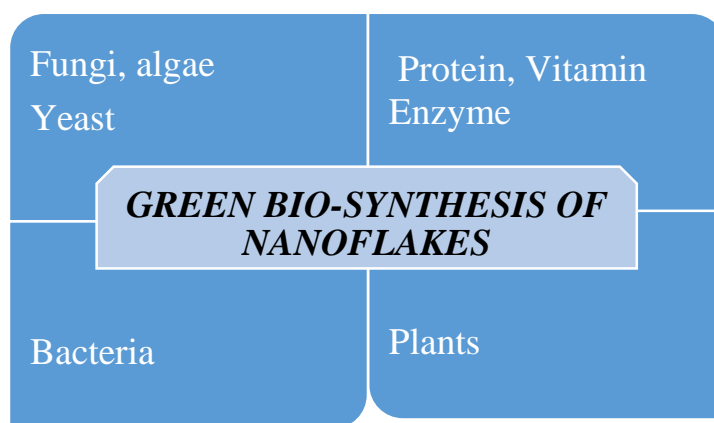 Fungi, algae
Yeast
Protein, Vitamin
Enzyme
GREEN BIO-SYNTHESIS OF
NANOFLAKES
Bacteria
Plants